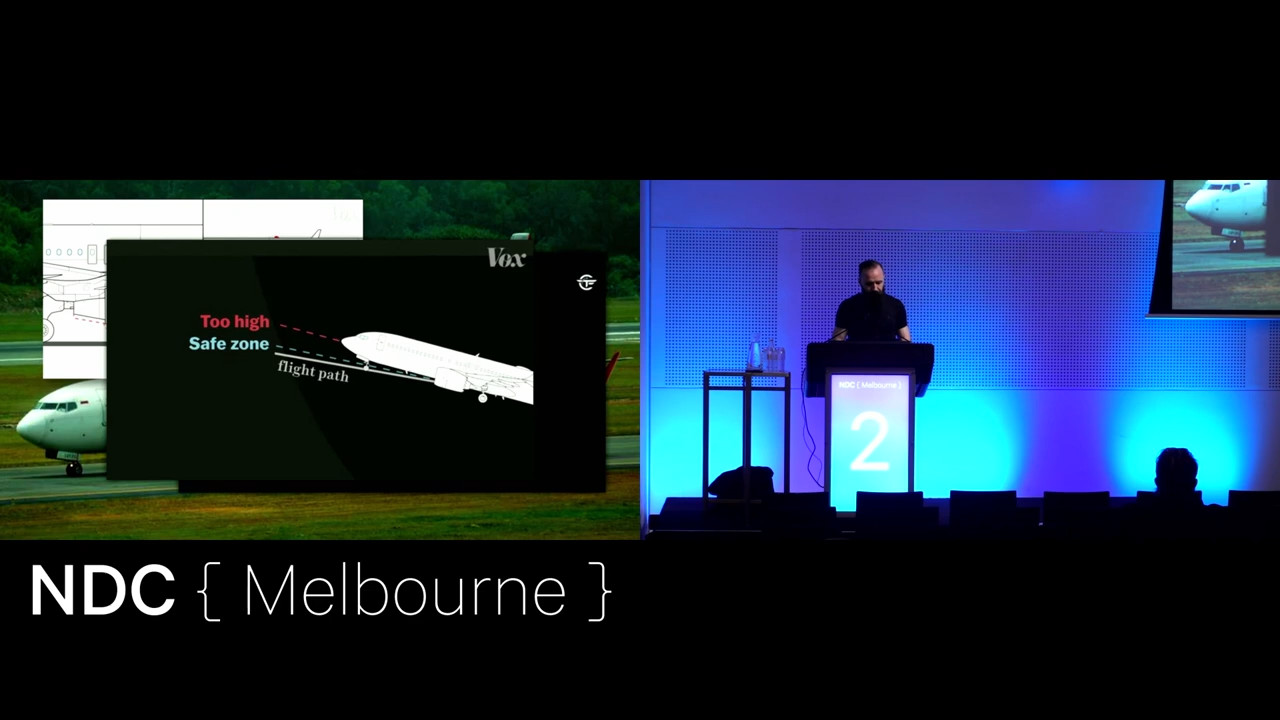 Vox
Too high
Safe zone
flight path
NDC { Melbourne }
2
NDC { Melbourne }